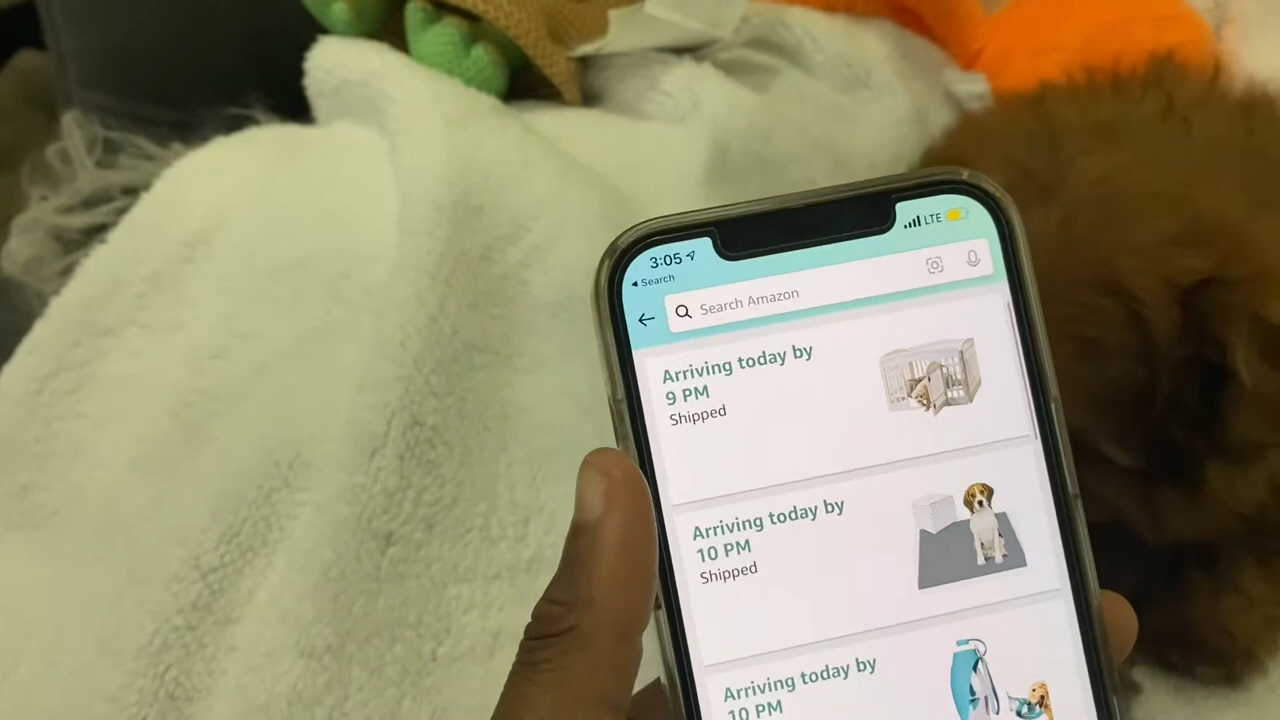 3:05
LTE
Search
Search Amazon
Arriving today by
9 PM
Shipped
Arriving today by
10 PM
Shipped
Arriving today by
10 PM